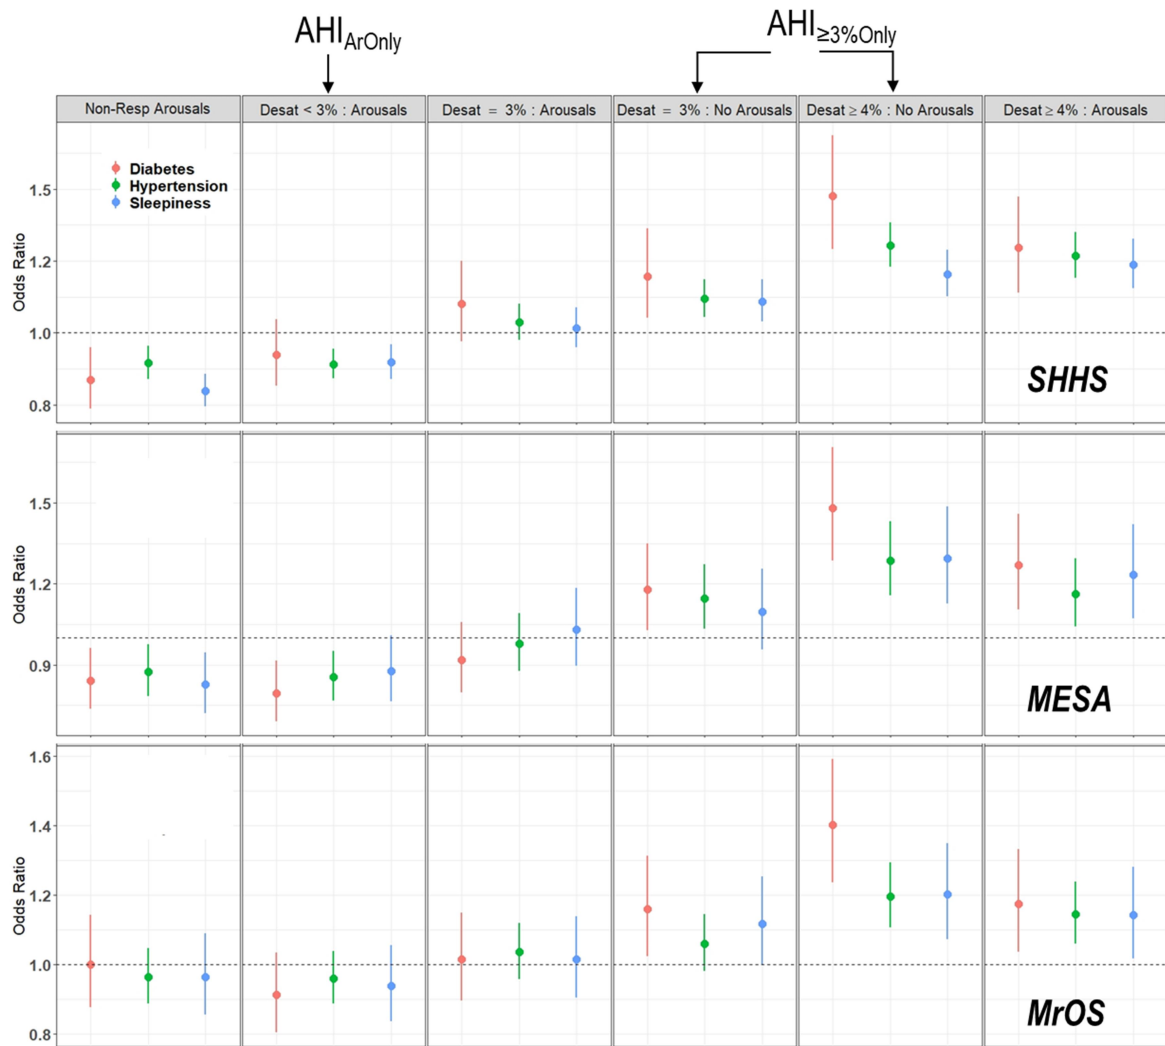 AHI ArOnly
AHI ≥3%Only
Non-Resp Arousals
Desat < 3% : Arousals
Desat = 3% : Arousals
Desat = 3% : No Arousals
Desat ≥ 4% : No Arousals
Desat ≥ 4% : Arousals
Diabetes
Hypertension
Sleepiness
Odds Ratio
1.5
1.2
1.0
0.8
SHHS
Odds Ratio
1.5
1.2
0.9
MESA
Odds Ratio
1.6
1.4
1.2
1.0
0.8
MrOS